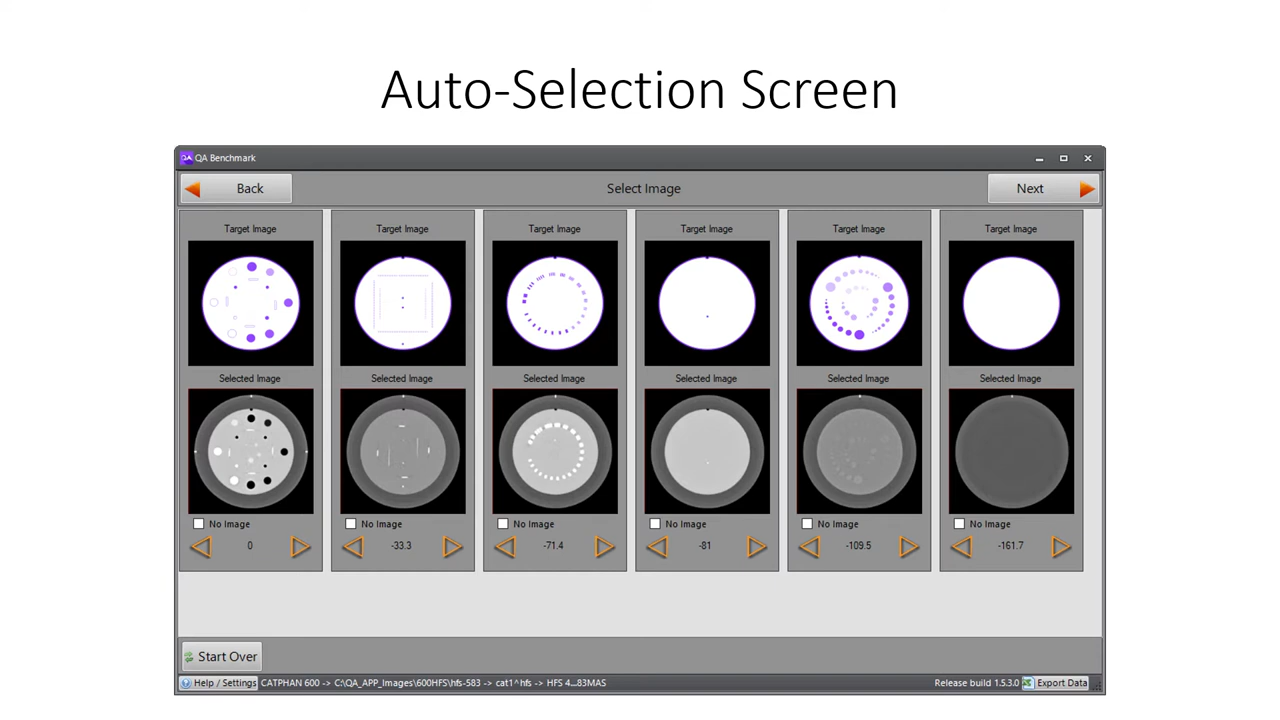 Auto-Selection Screen
QA QA Benchmark
Back
Select Image
Next
Target Image Target Image Target Image Target Image Target Image Target Image
Selected Image Selected Image Selected Image Selected Image Selected Image Selected Image
No Image No Image No Image No Image No Image No Image
0 -33.3 -71.4 -81 -109.5 -161.7
Start Over
Help / Settings CATPHAN 600 -> C:\QA_APP_Images\600HFS\hfs-583 -> cat1^hfs -> HFS 4...83MAS Release build 1.5.3.0 Export Data